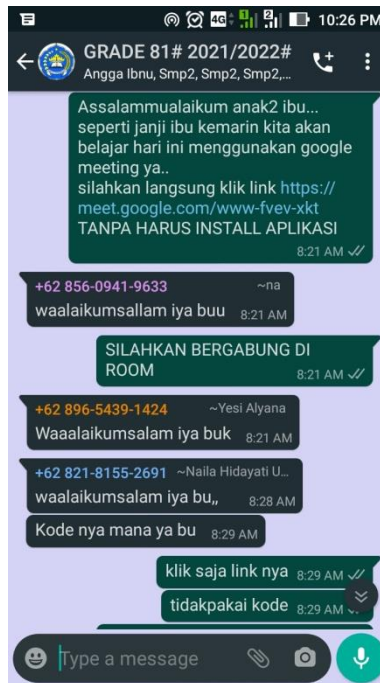 4G
10:26 PM
GRADE 81# 2021/2022#
Angga Ibnu, Smp2, Smp2, Smp2,...
Assalammualaikum anak2 ibu...
seperti janji ibu kemarin kita akan
belajar hari ini menggunakan google
meeting ya..
silahkan langsung klik link https://
meet.google.com/www-fvev-xkt
TANPA HARUS INSTALL APLIKASI
8:21 AM
+62 856-0941-9633 ~na
waalaikumsallam iya buu 8:21 AM
SILAHKAN BERGABUNG DI
ROOM 8:21 AM
+62 896-5439-1424 ~Yesi Alyana
Waaalaikumsalam iya buk 8:21 AM
+62 821-8155-2691 ~Naila Hidayati U...
waalaikumsalam iya bu,, 8:28 AM
Kode nya mana ya bu 8:29 AM
klik saja link nya 8:29 AM
tidakpakai kode 8:29 AM
Type a message